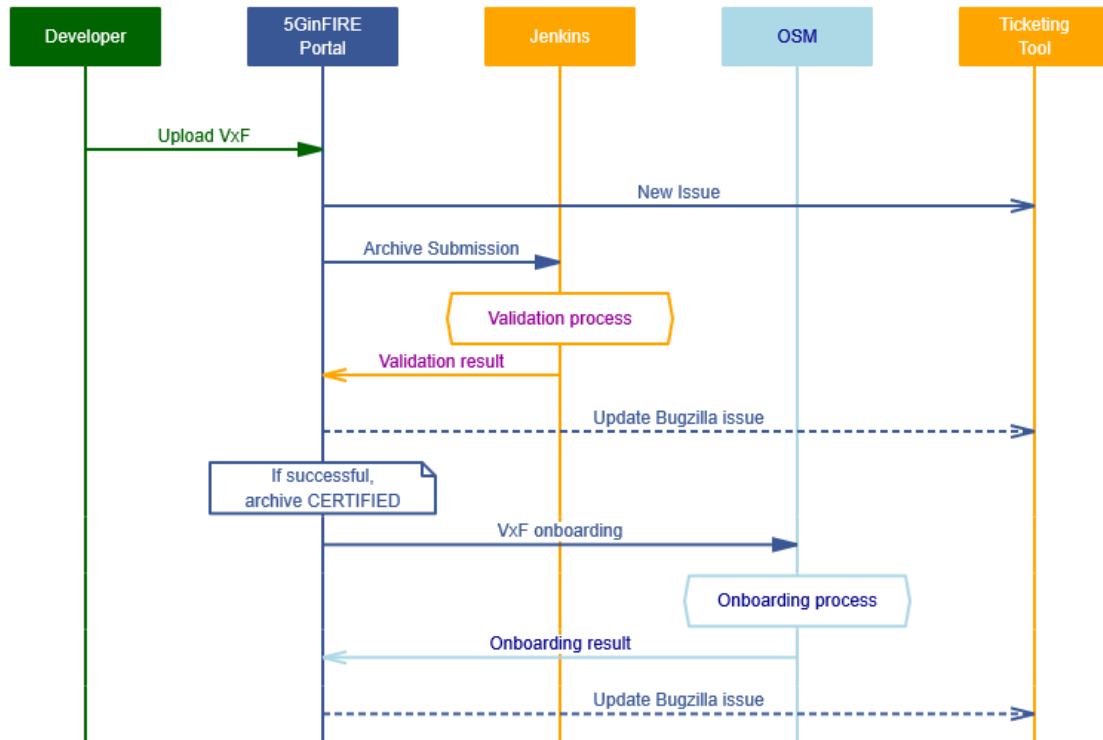 Developer
5GinFIRE
Portal
Jenkins
OSM
Ticketing
Tool
Upload VxF
New Issue
Archive Submission
Validation process
Validation result
Update Bugzilla issue
If successful,
archive CERTIFIED
VxF onboarding
Onboarding process
Onboarding result
Update Bugzilla issue